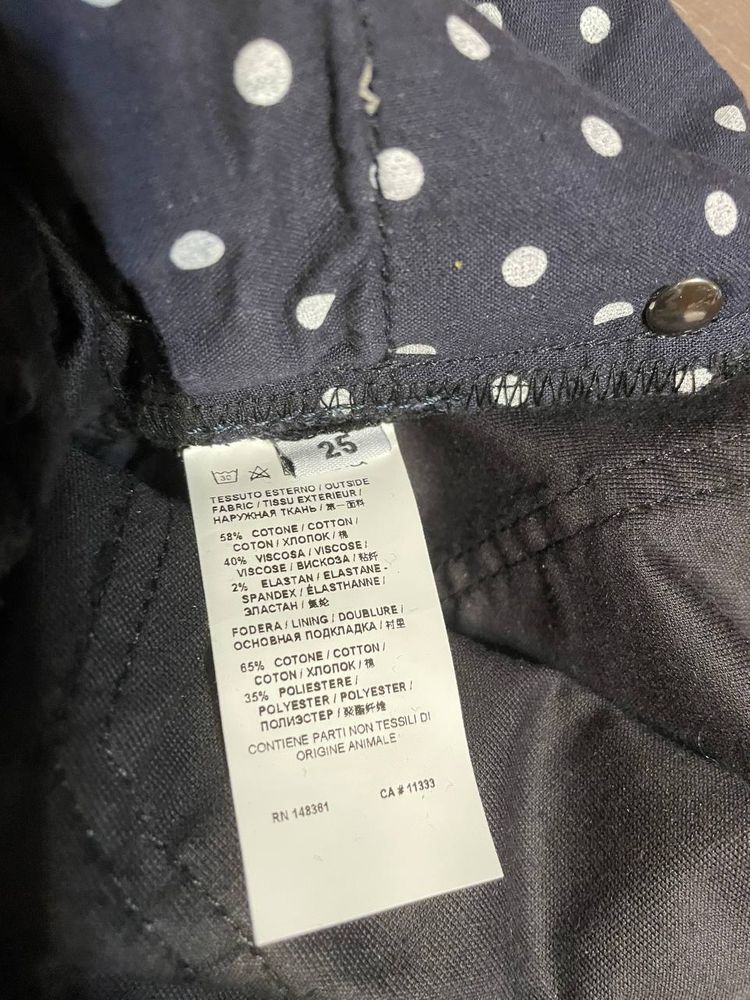 25
30
TESSUTO ESTERNO / OUTSIDE
FABRIC / TISSU EXTERIEUR /
НАРУЖНАЯ ТКАНЬ / 第一面料
58% COTONE / COTTON /
COTON / ХЛОПОК / 棉
40% VISCOSA / VISCOSE /
VISCOSE / ВИСКОЗА / 粘纤
2% ELASTAN / ELASTANE -
SPANDEX / ÉLASTHANNE /
ЭЛАСТАН / 氨纶
FODERA / LINING / DOUBLURE /
ОСНОВНАЯ ПОДКЛАДКА / 衬里
65% COTONE / COTTON /
COTON / ХЛОПОК / 棉
35% POLIESTERE /
POLYESTER / POLYESTER /
ПОЛИЭСТЕР / 聚酯纤维
CONTIENE PARTI NON TESSILI DI
ORIGINE ANIMALE
RN 148361 CA # 11333